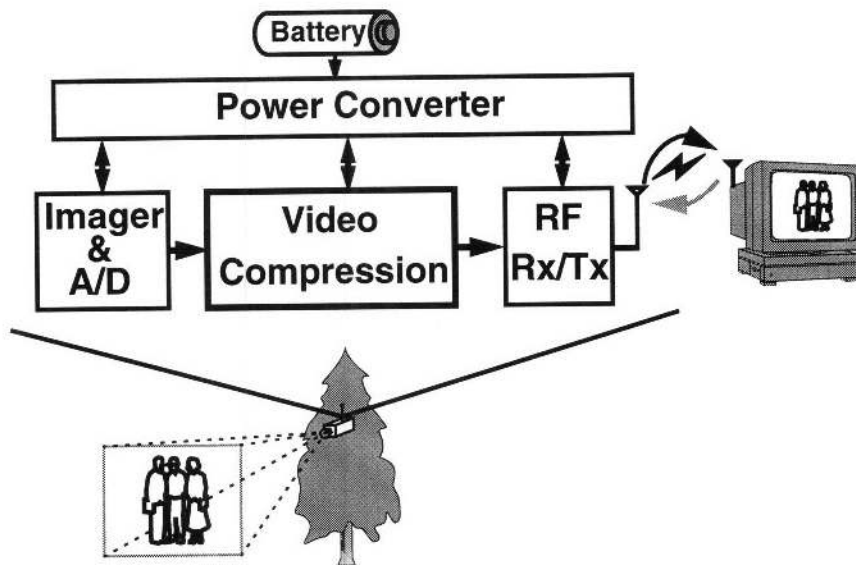 Battery
Power Converter
Imager
&
A/D
Video
Compression
RF
Rx/Tx